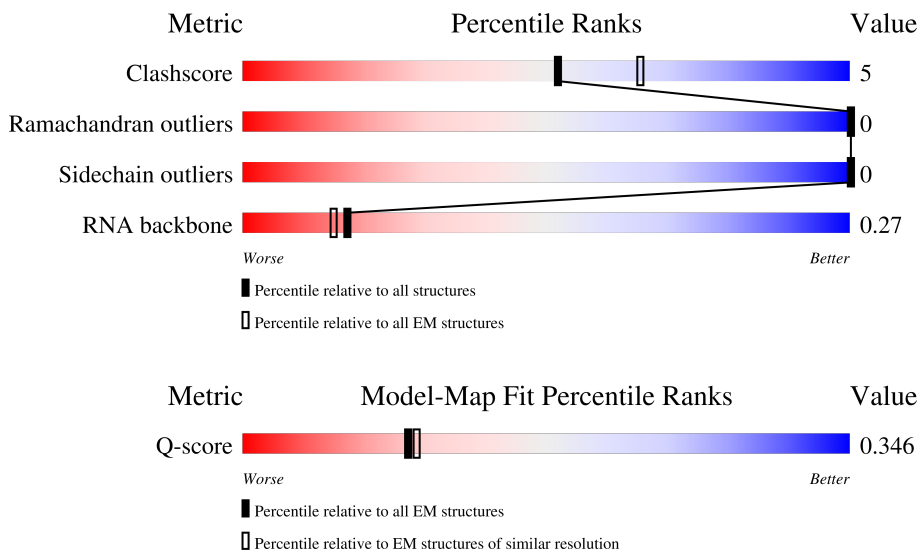 Metric Percentile Ranks Value
Clashscore 5
Ramachandran outliers 0
Sidechain outliers 0
RNA backbone 0.27
Worse Better
Percentile relative to all structures
Percentile relative to all EM structures
Metric Model-Map Fit Percentile Ranks Value
Q-score 0.346
Worse Better
Percentile relative to all EM structures
Percentile relative to EM structures of similar resolution